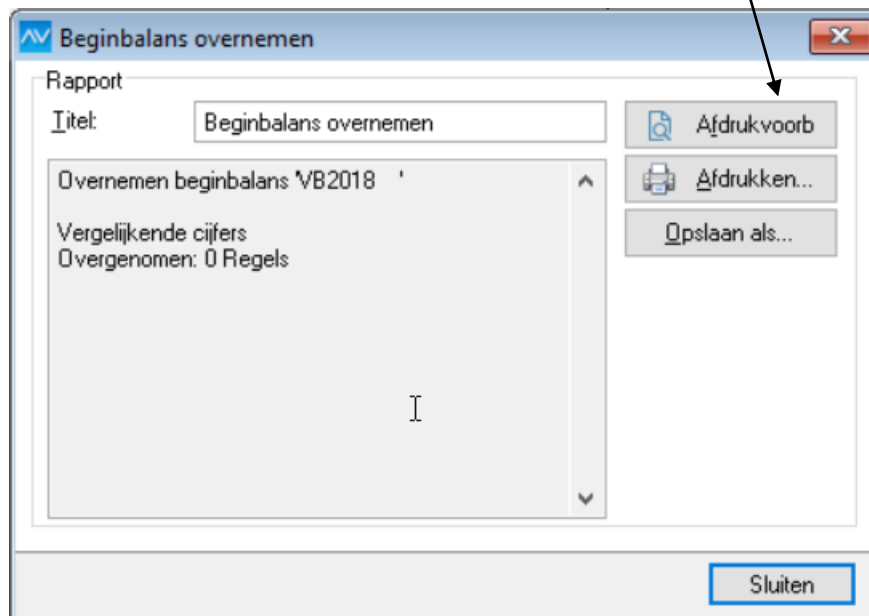 Beginbalans overnemen
Rapport
Titel: Beginbalans overnemen
Afdrukvoorb
Overnemen beginbalans 'VB2018    '
Afdrukken...
Vergelijkende cijfers
Opslaan als...
Overgenomen: 0 Regels
Sluiten